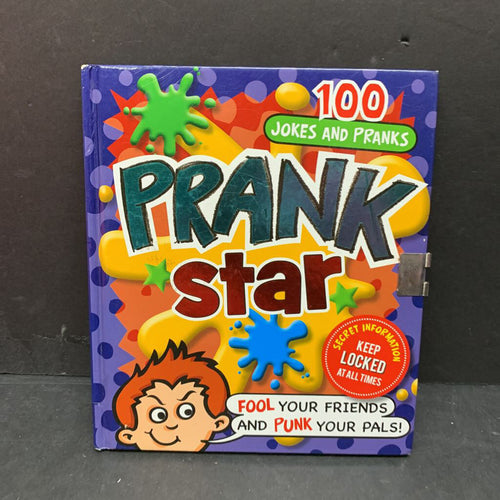 100
JOKES AND PRANKS
PRANK
star
SECRET INFORMATION
KEEP
LOCKED
AT ALL TIMES
FOOL YOUR FRIENDS
AND PUNK YOUR PALS!